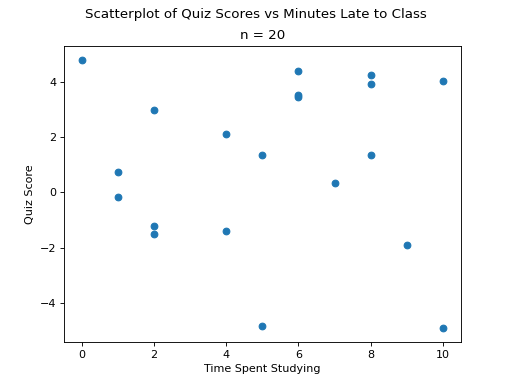 Scatterplot of Quiz Scores vs Minutes Late to Class
n = 20
4
2
0
−2
−4
Quiz Score
0 2 4 6 8 10
Time Spent Studying